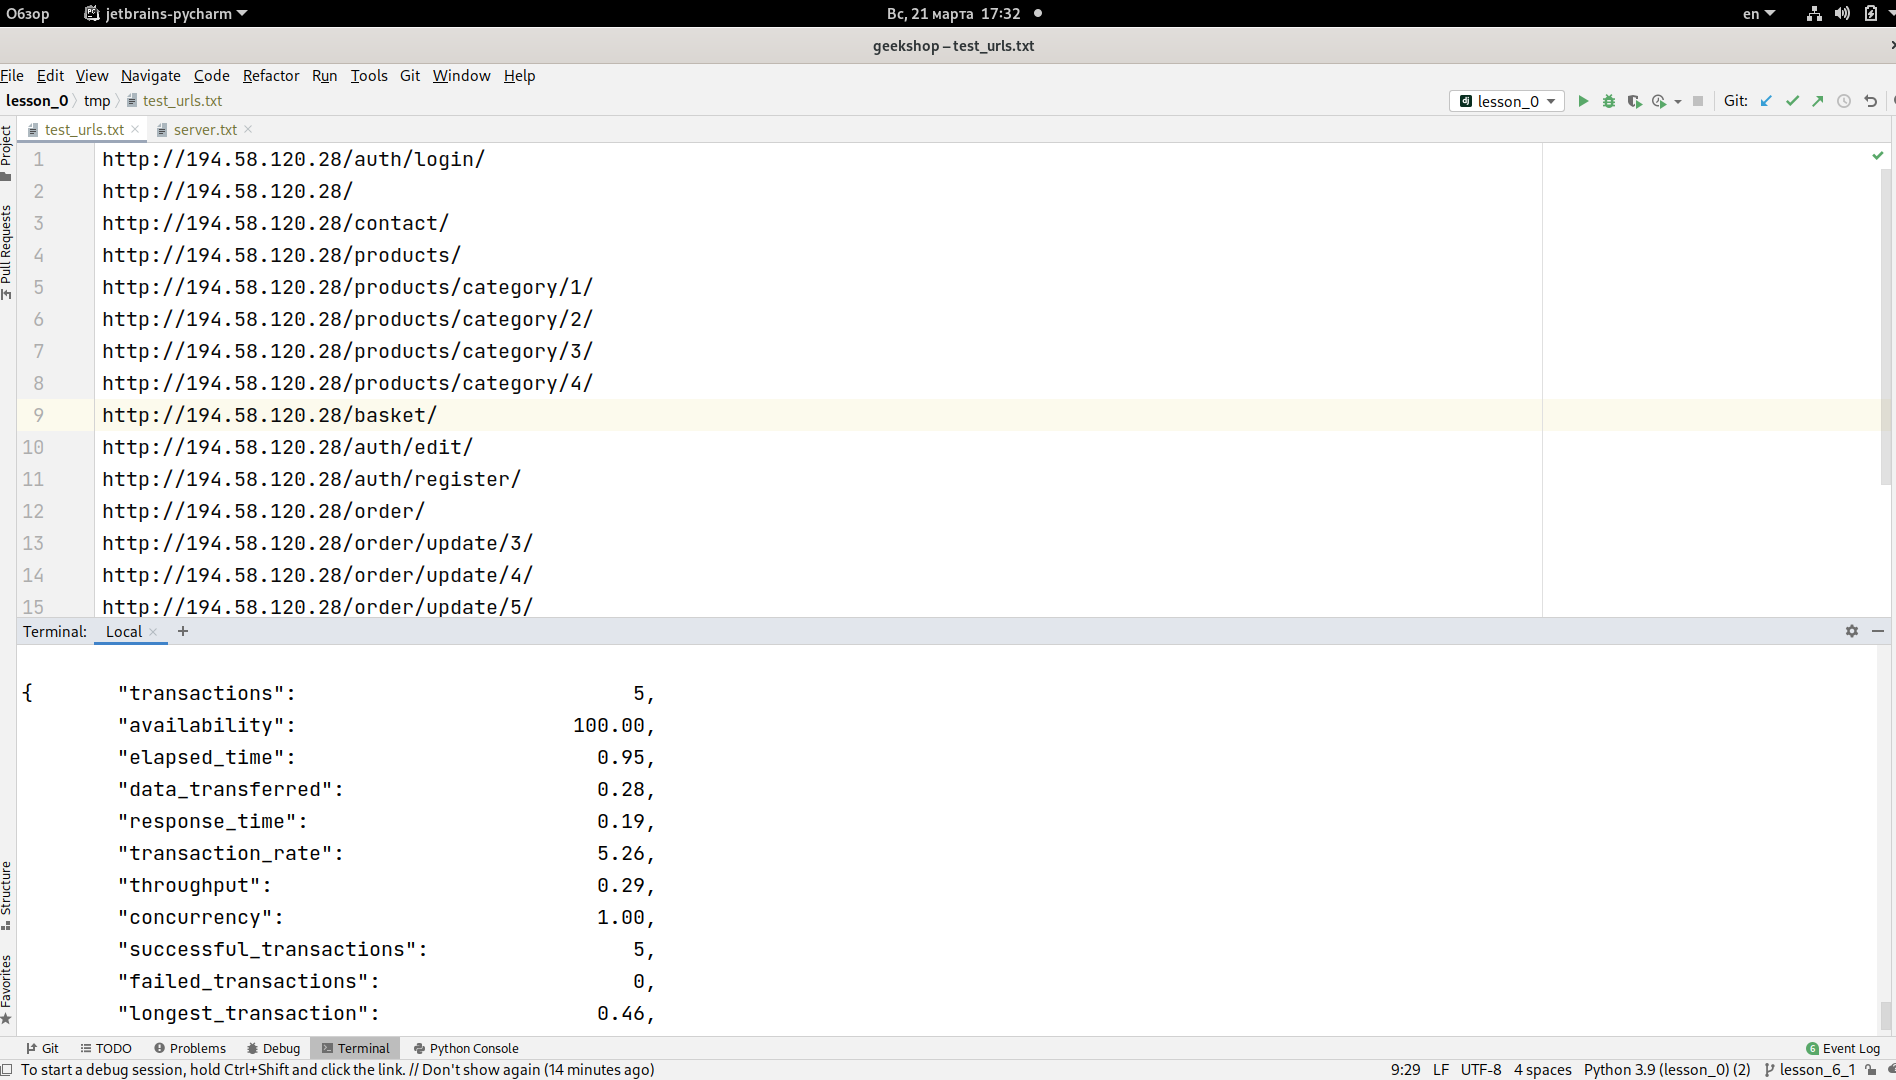 Обзор jetbrains-pycharm Вс, 21 марта 17:32 en
geekshop – test_urls.txt
File Edit View Navigate Code Refactor Run Tools Git Window Help
lesson_0 tmp test_urls.txt lesson_0 Git:
test_urls.txt server.txt
Project
Pull Requests
Structure
Favorites
1 http://194.58.120.28/auth/login/
2 http://194.58.120.28/
3 http://194.58.120.28/contact/
4 http://194.58.120.28/products/
5 http://194.58.120.28/products/category/1/
6 http://194.58.120.28/products/category/2/
7 http://194.58.120.28/products/category/3/
8 http://194.58.120.28/products/category/4/
9 http://194.58.120.28/basket/
10 http://194.58.120.28/auth/edit/
11 http://194.58.120.28/auth/register/
12 http://194.58.120.28/order/
13 http://194.58.120.28/order/update/3/
14 http://194.58.120.28/order/update/4/
15 http://194.58.120.28/order/update/5/
Terminal: Local
{ "transactions": 5,
"availability": 100.00,
"elapsed_time": 0.95,
"data_transferred": 0.28,
"response_time": 0.19,
"transaction_rate": 5.26,
"throughput": 0.29,
"concurrency": 1.00,
"successful_transactions": 5,
"failed_transactions": 0,
"longest_transaction": 0.46,
Git TODO Problems Debug Terminal Python Console 6 Event Log
To start a debug session, hold Ctrl+Shift and click the link. // Don't show again (14 minutes ago) 9:29 LF UTF-8 4 spaces Python 3.9 (lesson_0) (2) lesson_6_1